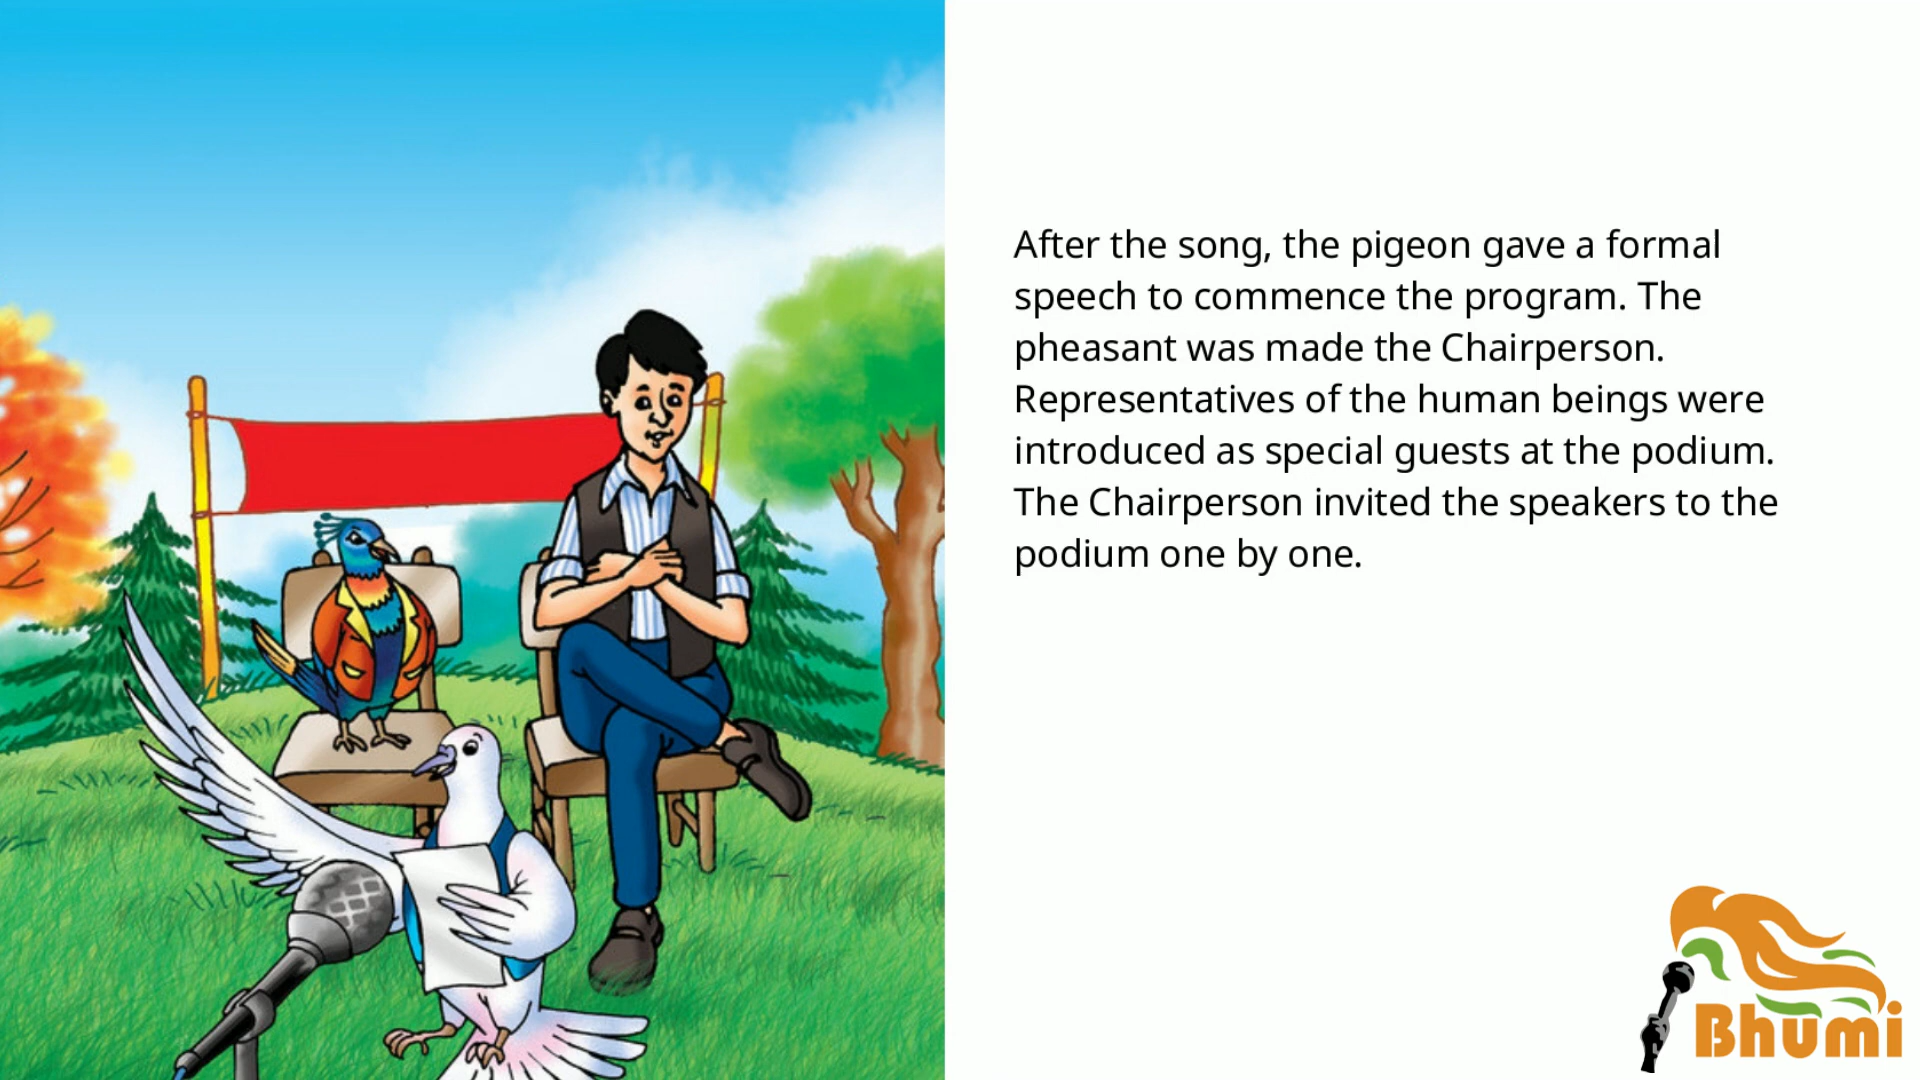 After the song, the pigeon gave a formal
speech to commence the program. The
pheasant was made the Chairperson.
Representatives of the human beings were
introduced as special guests at the podium.
The Chairperson invited the speakers to the
podium one by one.
Bhumi